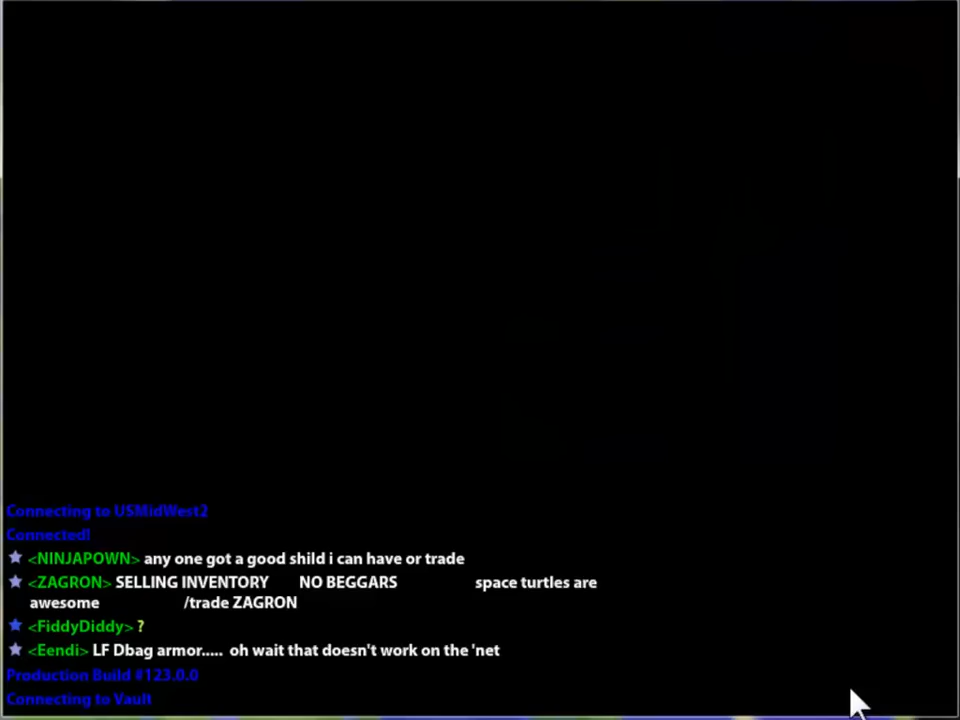 Connecting to USMidWest2
Connected!
<NINJAPOWN> any one got a good shild i can have or trade
<ZAGRON> SELLING INVENTORY NO BEGGARS space turtles are
awesome /trade ZAGRON
<FiddyDiddy> ?
<Eendi> LF Dbag armor..... oh wait that doesn't work on the 'net
Production Build #123.0.0
Connecting to Vault